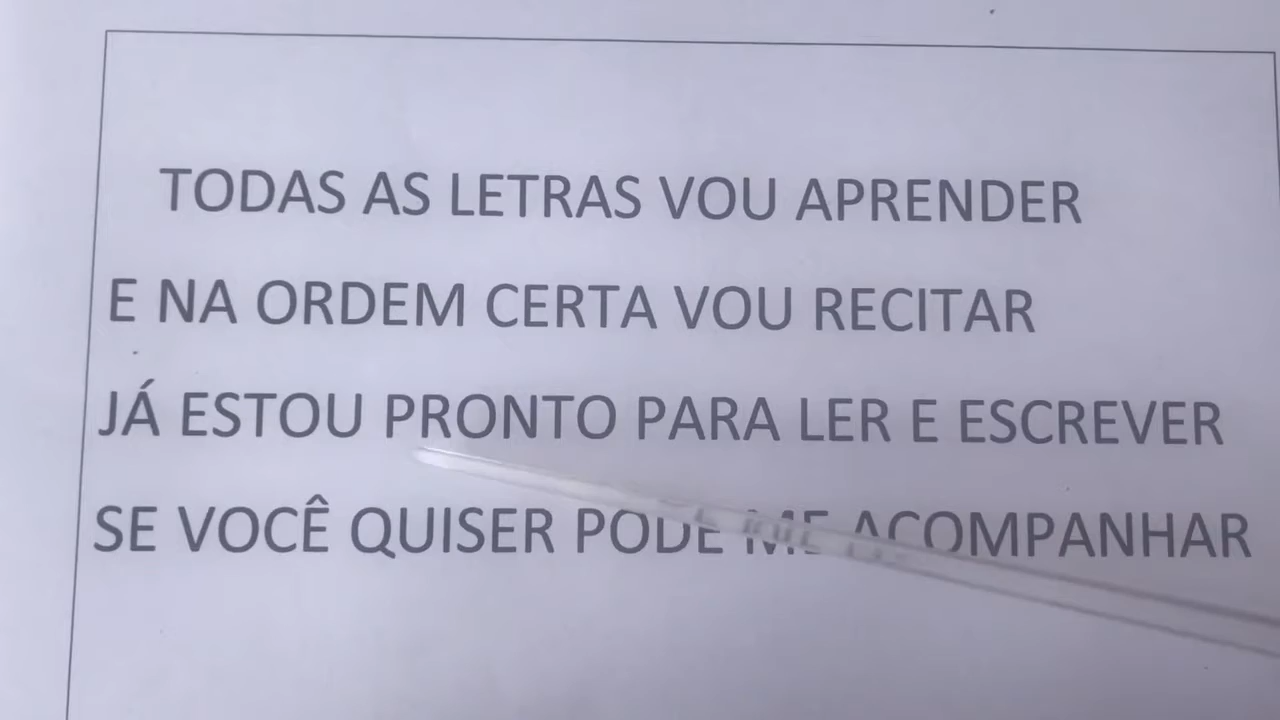 TODAS AS LETRAS VOU APRENDER
E NA ORDEM CERTA VOU RECITAR
JÁ ESTOU PRONTO PARA LER E ESCREVER
SE VOCÊ QUISER PODE ME ACOMPANHAR